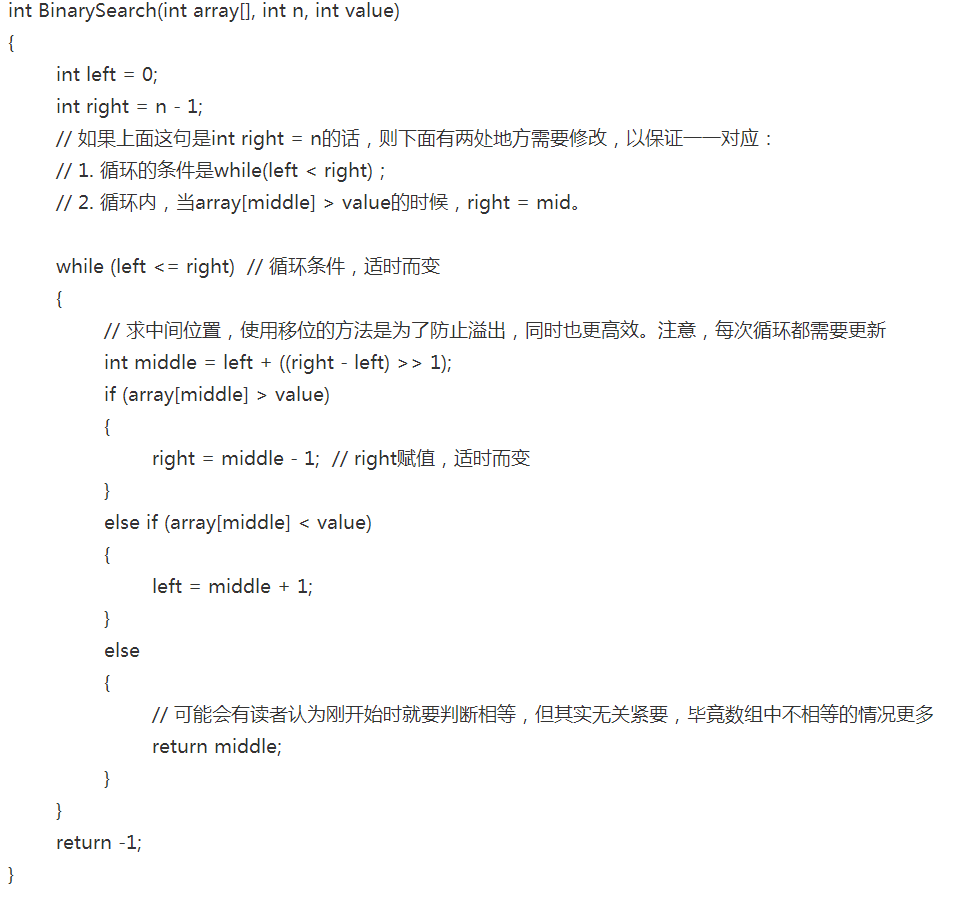 int BinarySearch(int array[], int n, int value)
{
int left = 0;
int right = n - 1;
// 如果上面这句是int right = n的话，则下面有两处地方需要修改，以保证一一对应：
// 1. 循环的条件是while(left < right)；
// 2. 循环内，当array[middle] > value的时候，right = mid。
while (left <= right)  // 循环条件，适时而变
{
// 求中间位置，使用移位的方法是为了防止溢出，同时也更高效。注意，每次循环都需要更新
int middle = left + ((right - left) >> 1);
if (array[middle] > value)
{
right = middle - 1;  // right赋值，适时而变
}
else if (array[middle] < value)
{
left = middle + 1;
}
else
{
// 可能会有读者认为刚开始时就要判断相等，但其实无关紧要，毕竟数组中不相等的情况更多
return middle;
}
}
return -1;
}